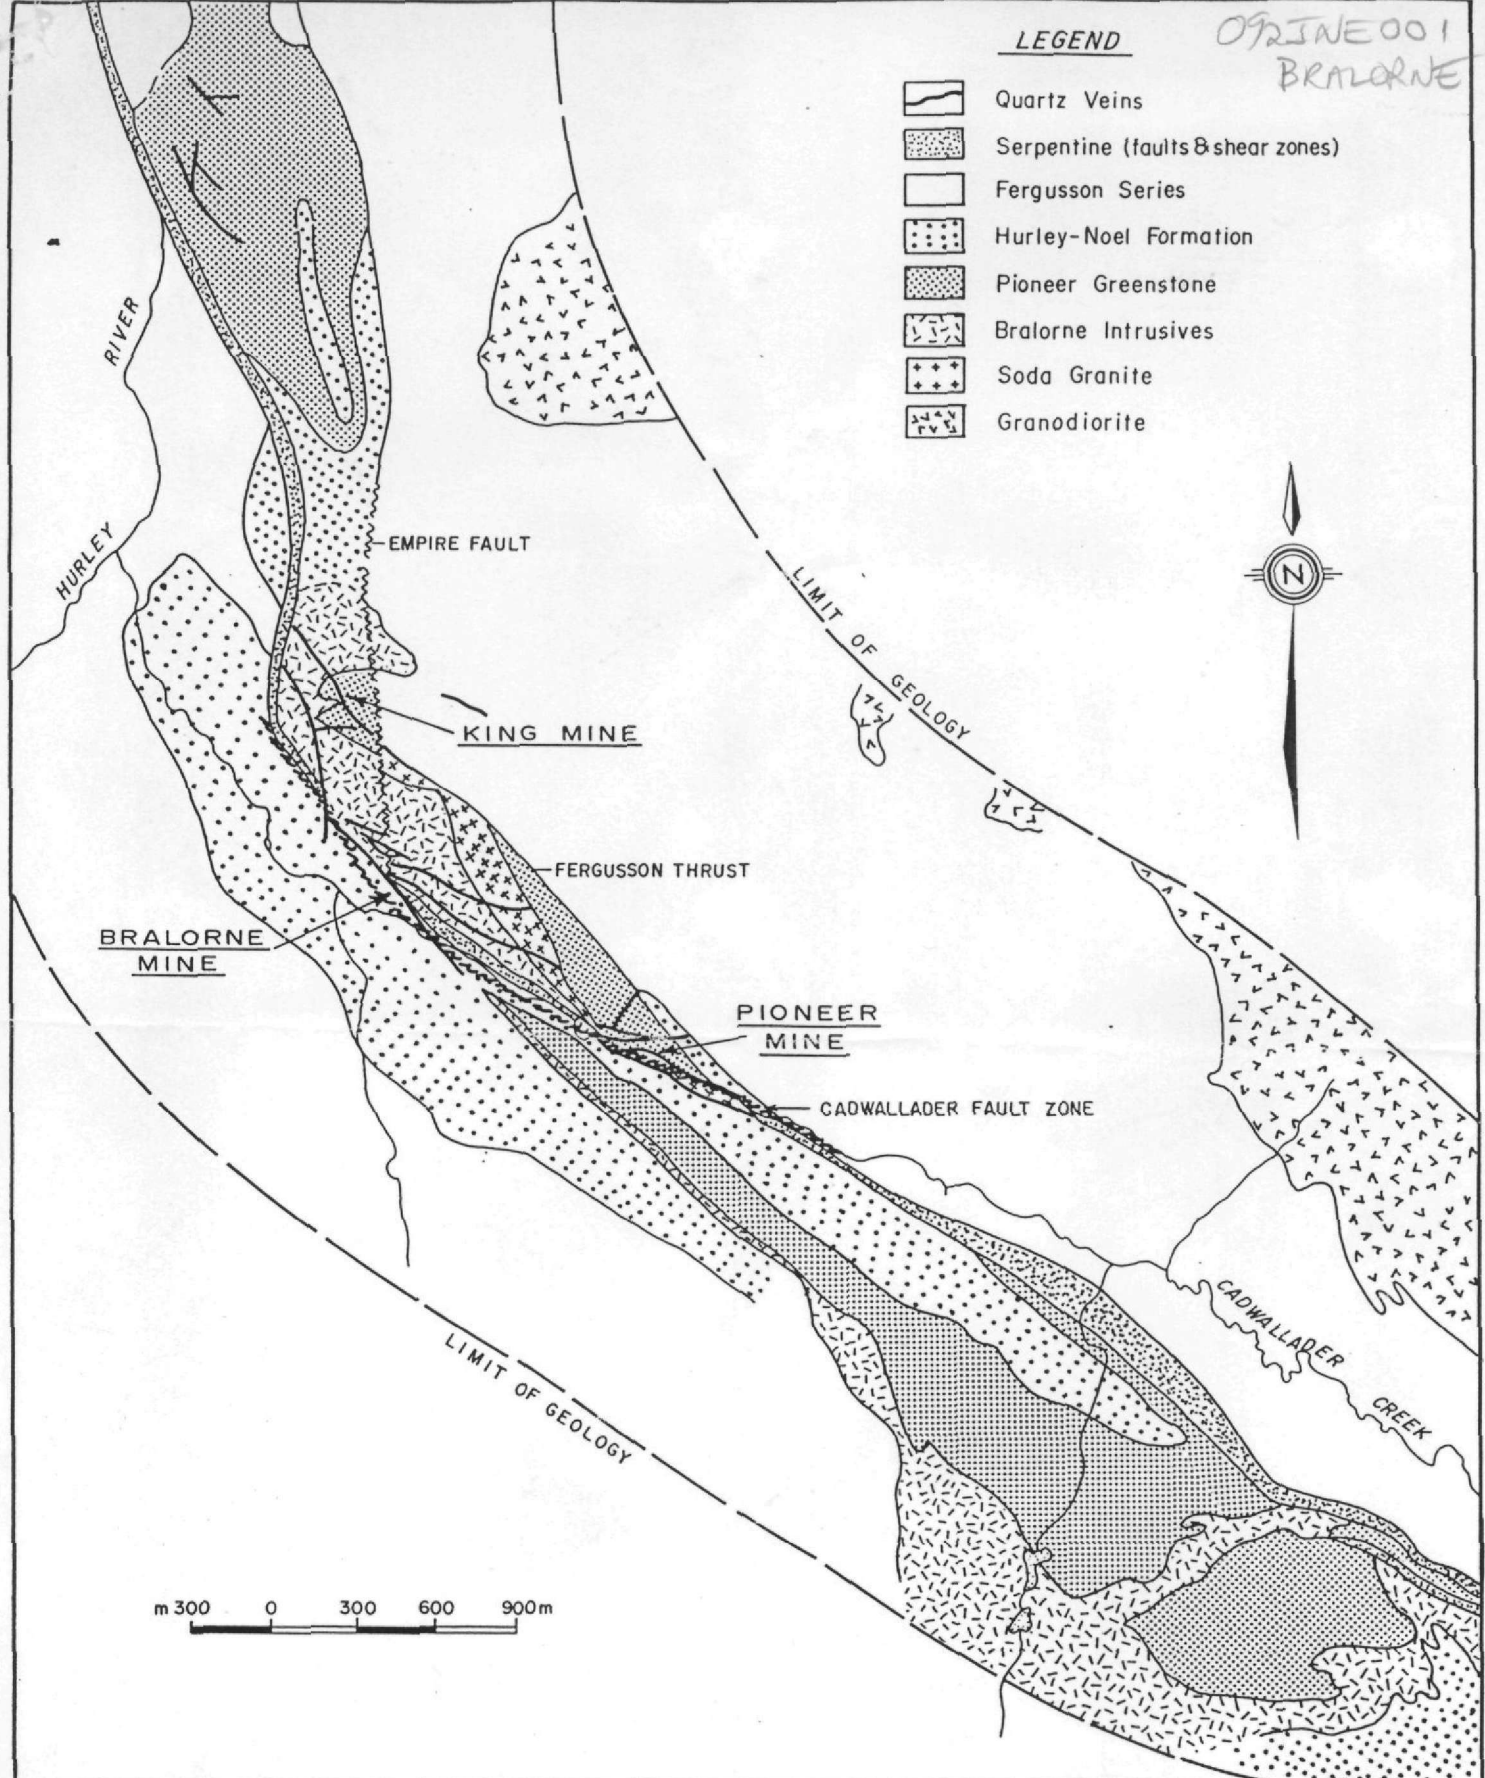 092JNE001
BRALORNE
LEGEND
Quartz Veins
Serpentine (faults & shear zones)
Fergusson Series
Hurley-Noel Formation
Pioneer Greenstone
Bralorne Intrusives
Soda Granite
Granodiorite
HURLEY RIVER
EMPIRE FAULT
N
LIMIT OF GEOLOGY
KING MINE
FERGUSSON THRUST
BRALORNE
MINE
PIONEER
MINE
CADWALLADER FAULT ZONE
CADWALLADER CREEK
LIMIT OF GEOLOGY
m 300 0 300 600 900m